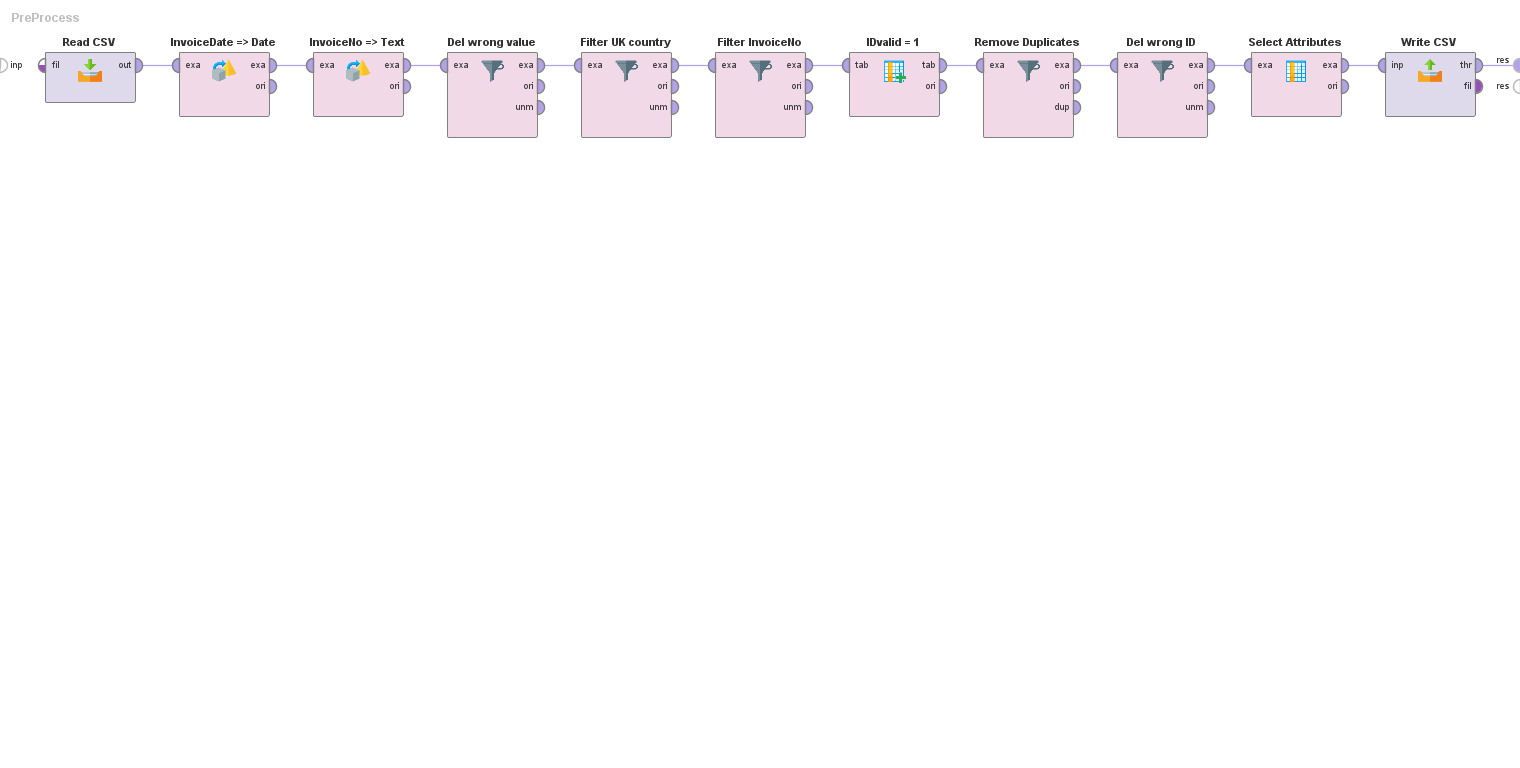 PreProcess
Read CSV InvoiceDate => Date InvoiceNo => Text Del wrong value Filter UK country Filter InvoiceNo IDvalid = 1 Remove Duplicates Del wrong ID Select Attributes Write CSV
inp fil out exa exa exa exa exa exa exa exa exa exa tab tab exa exa exa exa exa exa inp thr res
ori ori ori ori ori ori ori ori ori fil res
unm unm unm dup unm